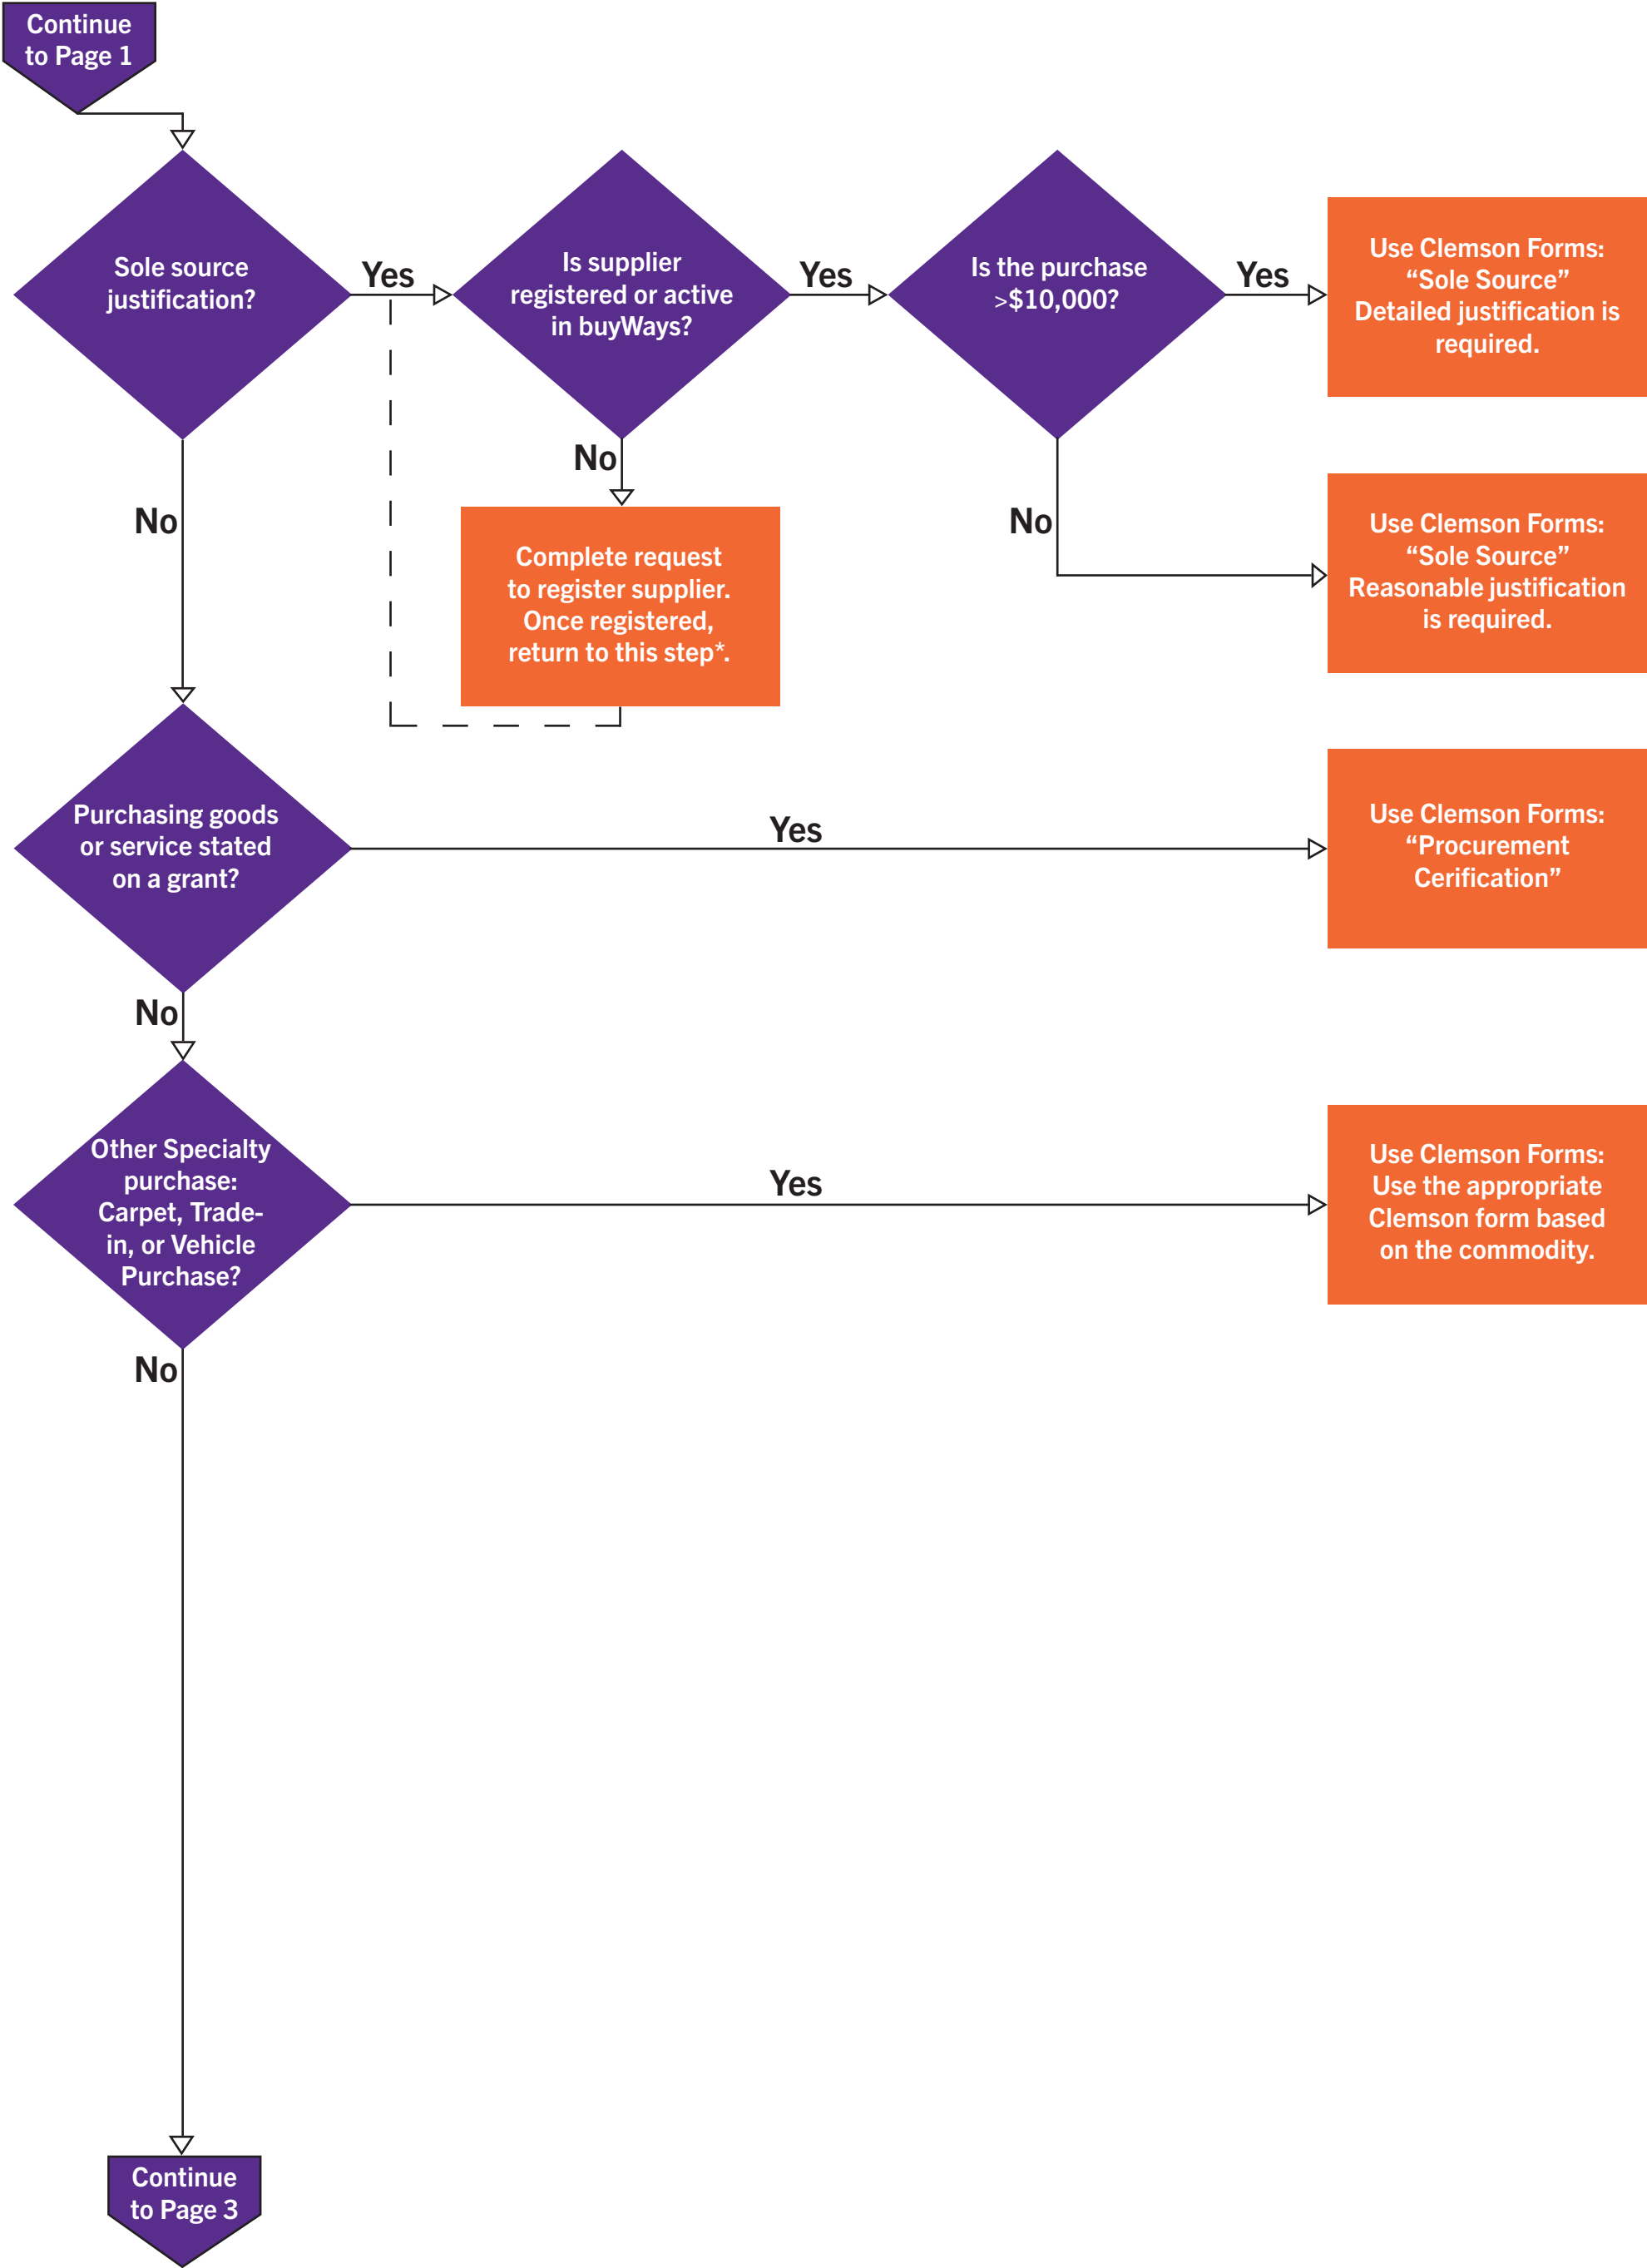 Continue
to Page 1
Sole source
justification?
Yes
Is supplier
registered or active
in buyWays?
Yes
Is the purchase
>$10,000?
Yes
Use Clemson Forms:
“Sole Source”
Detailed justification is
required.
No
Complete request
to register supplier.
Once registered,
return to this step*.
No
Use Clemson Forms:
“Sole Source”
Reasonable justification
is required.
No
Purchasing goods
or service stated
on a grant?
Yes
Use Clemson Forms:
“Procurement
Cerification”
No
Other Specialty
purchase:
Carpet, Trade-
in, or Vehicle
Purchase?
Yes
Use Clemson Forms:
Use the appropriate
Clemson form based
on the commodity.
No
Continue
to Page 3